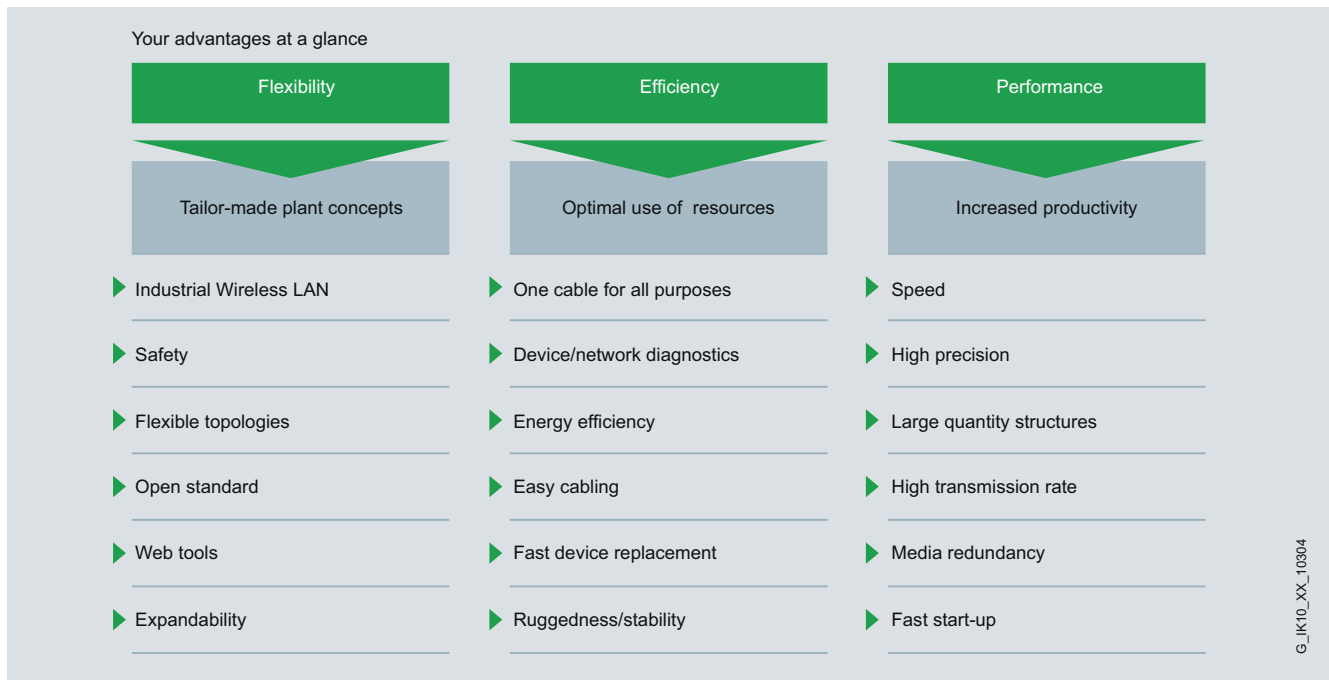 Your advantages at a glance
Flexibility
Efficiency
Performance
Tailor-made plant concepts
Optimal use of resources
Increased productivity
Industrial Wireless LAN
One cable for all purposes
Speed
Safety
Device/network diagnostics
High precision
Flexible topologies
Energy efficiency
Large quantity structures
Open standard
Easy cabling
High transmission rate
Web tools
Fast device replacement
Media redundancy
Expandability
Ruggedness/stability
Fast start-up
G_IK10_XX_10304